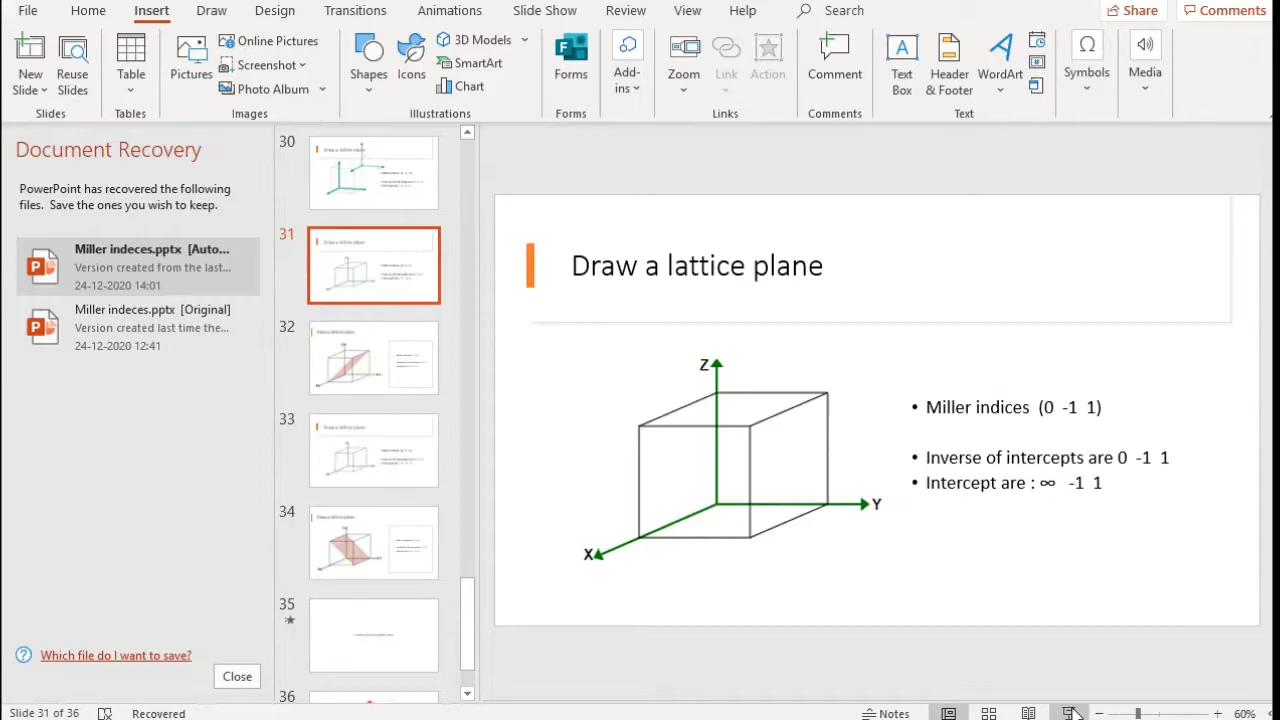 File Home Insert Draw Design Transitions Animations Slide Show Review View Help Search Share Comments
New Slide
Reuse Slides
Table
Pictures
Online Pictures
Screenshot
Photo Album
Shapes
Icons
3D Models
SmartArt
Chart
Forms
Add-ins
Zoom
Link
Action
Comment
Text Box
Header & Footer
WordArt
Symbols
Media
Slides Tables Images Illustrations Forms Links Comments Text
Document Recovery
PowerPoint has recovered the following
files. Save the ones you wish to keep.
Miller indeces.pptx [Auto...
Version created from the last...
24-12-2020 14:01
Miller indeces.pptx [Original]
Version created last time the...
24-12-2020 12:41
Which file do I want to save?
Close
30
31
32
33
34
35
36
Draw a lattice plane
Z
Y
X
• Miller indices (0 -1 1)
• Inverse of intercepts are 0 -1 1
• Intercept are : ∞ -1 1
Slide 31 of 36 Recovered Notes 60%